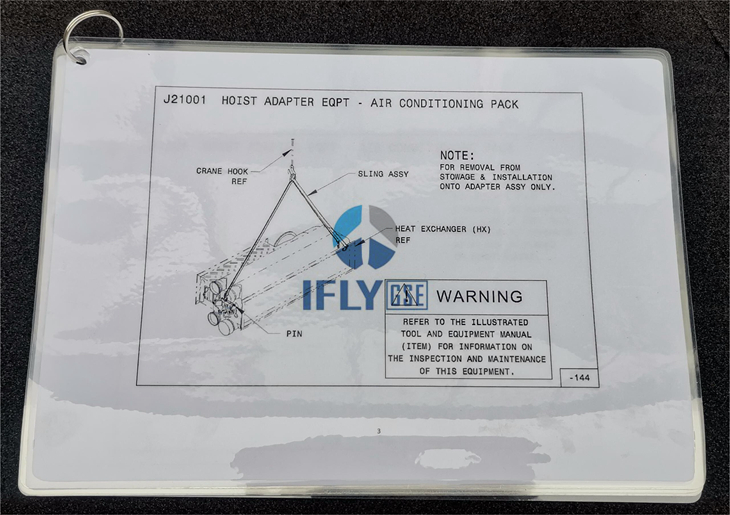 J21001 HOIST ADAPTER EQPT - AIR CONDITIONING PACK
CRANE HOOK
REF
SLING ASSY
NOTE:
FOR REMOVAL FROM
STOWAGE & INSTALLATION
ONTO ADAPTER ASSY ONLY.
HEAT EXCHANGER (HX)
REF
IFLY GSE
PIN
WARNING
REFER TO THE ILLUSTRATED
TOOL AND EQUIPMENT MANUAL
(ITEM) FOR INFORMATION ON
THE INSPECTION AND MAINTENANCE
OF THIS EQUIPMENT.
-144
3